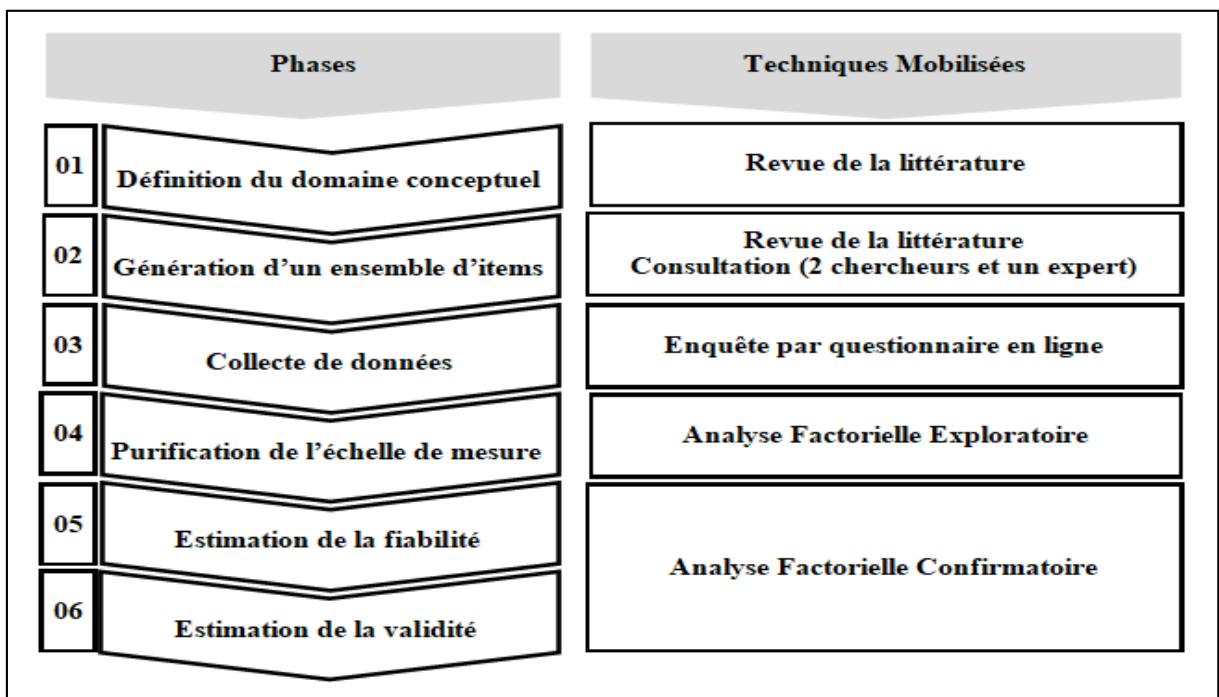 Phases
Techniques Mobilisées
01
Définition du domaine conceptuel
Revue de la littérature
02
Génération d’un ensemble d’items
Revue de la littérature
Consultation (2 chercheurs et un expert)
03
Collecte de données
Enquête par questionnaire en ligne
04
Purification de l’échelle de mesure
Analyse Factorielle Exploratoire
05
Estimation de la fiabilité
Analyse Factorielle Confirmatoire
06
Estimation de la validité